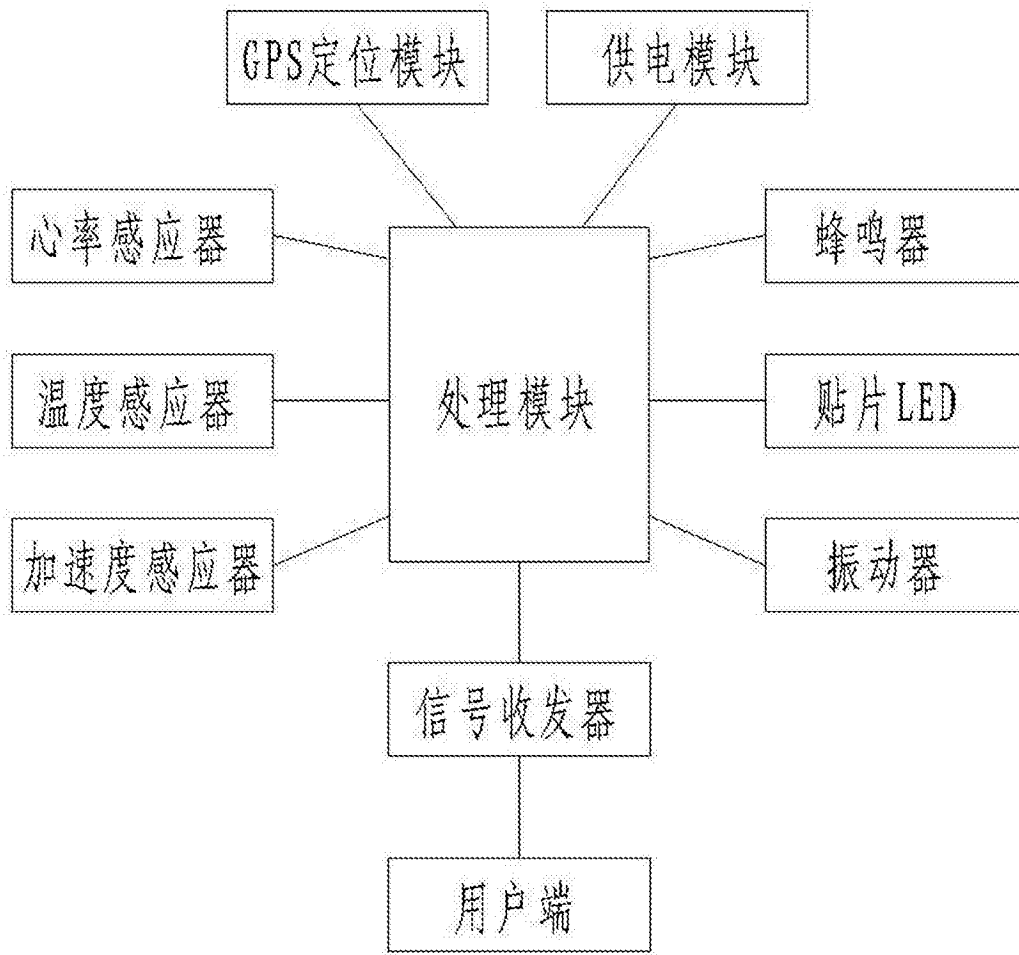 GPS定位模块
供电模块
心率感应器
蜂鸣器
温度感应器
处理模块
贴片LED
加速度感应器
振动器
信号收发器
用户端